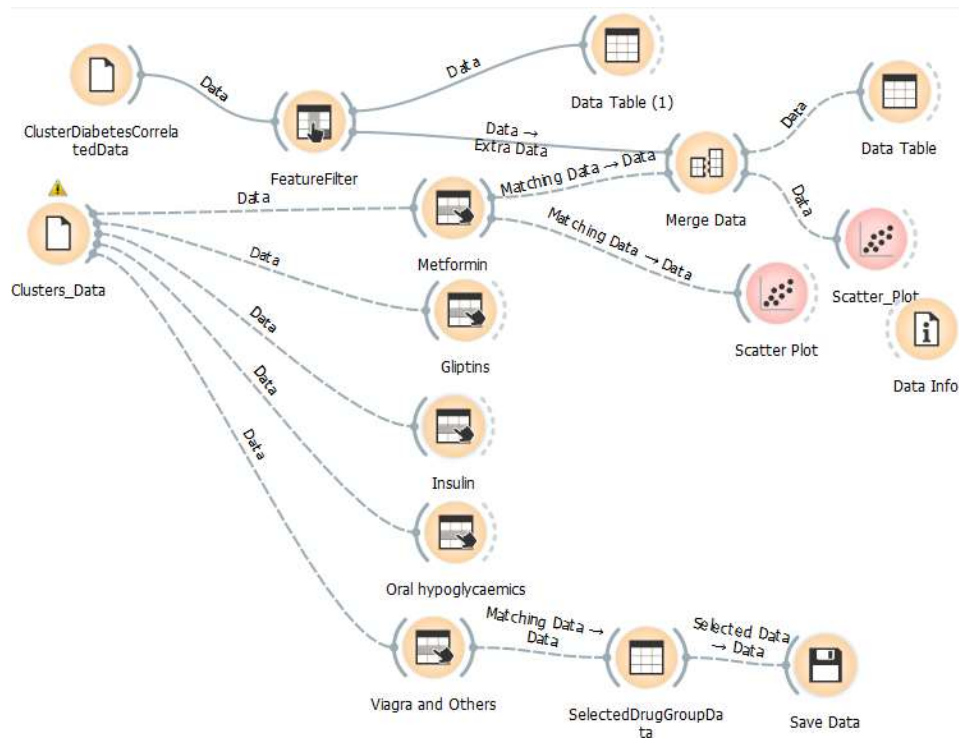 Data
Data
Data Table (1)
ClusterDiabetesCorrela
tedData
FeatureFilter
Data →
Extra Data
Data
Data Table
Matching Data → Data
Merge Data
Data
Data
Metformin
Matching Data → Data
Clusters_Data
Data
Scatter_Plot
Scatter Plot
Gliptins
Data
Data Info
Data
Insulin
Data
Oral hypoglycaemics
Viagra and Others
Matching Data →
Data
SelectedDrugGroupDa
ta
Selected Data
→ Data
Save Data